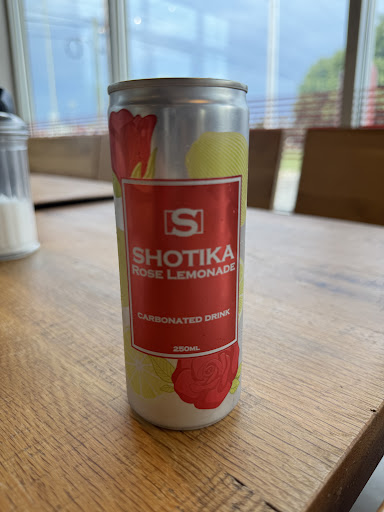 S
SHOTIKA
ROSE LEMONADE
CARBONATED DRINK
250ML